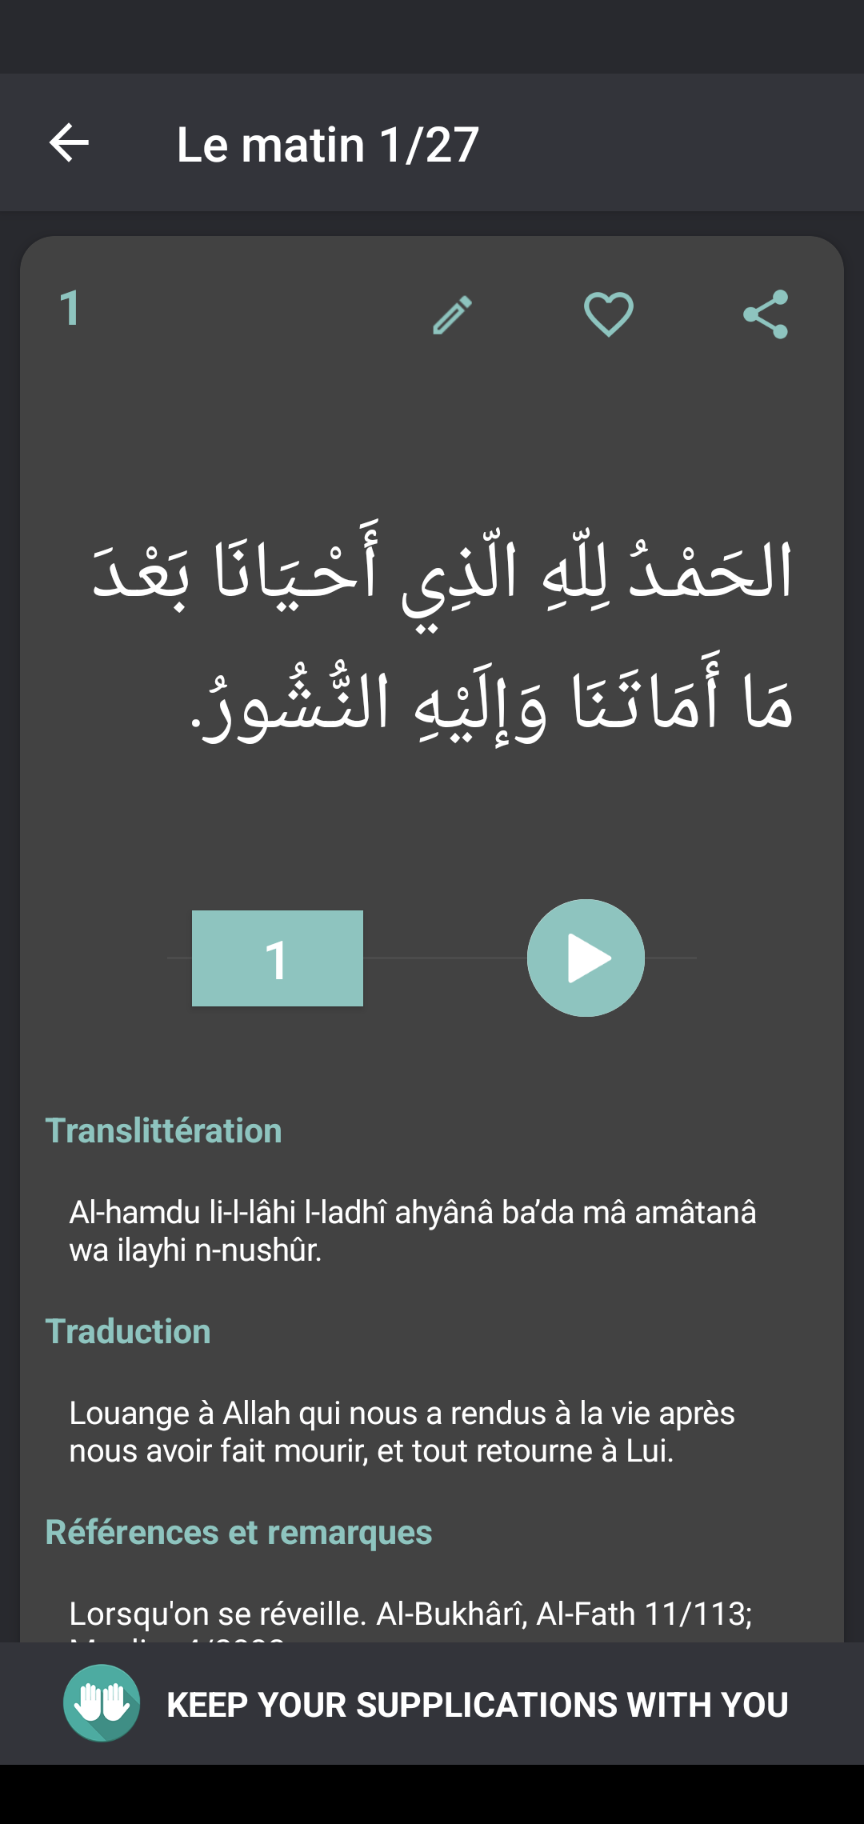 Le matin 1/27
1
الحَمْدُ لِلّهِ الّذِي أَحْيَانَا بَعْدَ
مَا أَمَاتَنَا وَإلَيْهِ النُّشُورُ.
1
Translittération
Al-hamdu li-l-lâhi l-ladhî ahyânâ ba’da mâ amâtanâ
wa ilayhi n-nushûr.
Traduction
Louange à Allah qui nous a rendus à la vie après
nous avoir fait mourir, et tout retourne à Lui.
Références et remarques
Lorsqu'on se réveille. Al-Bukhârî, Al-Fath 11/113;
KEEP YOUR SUPPLICATIONS WITH YOU